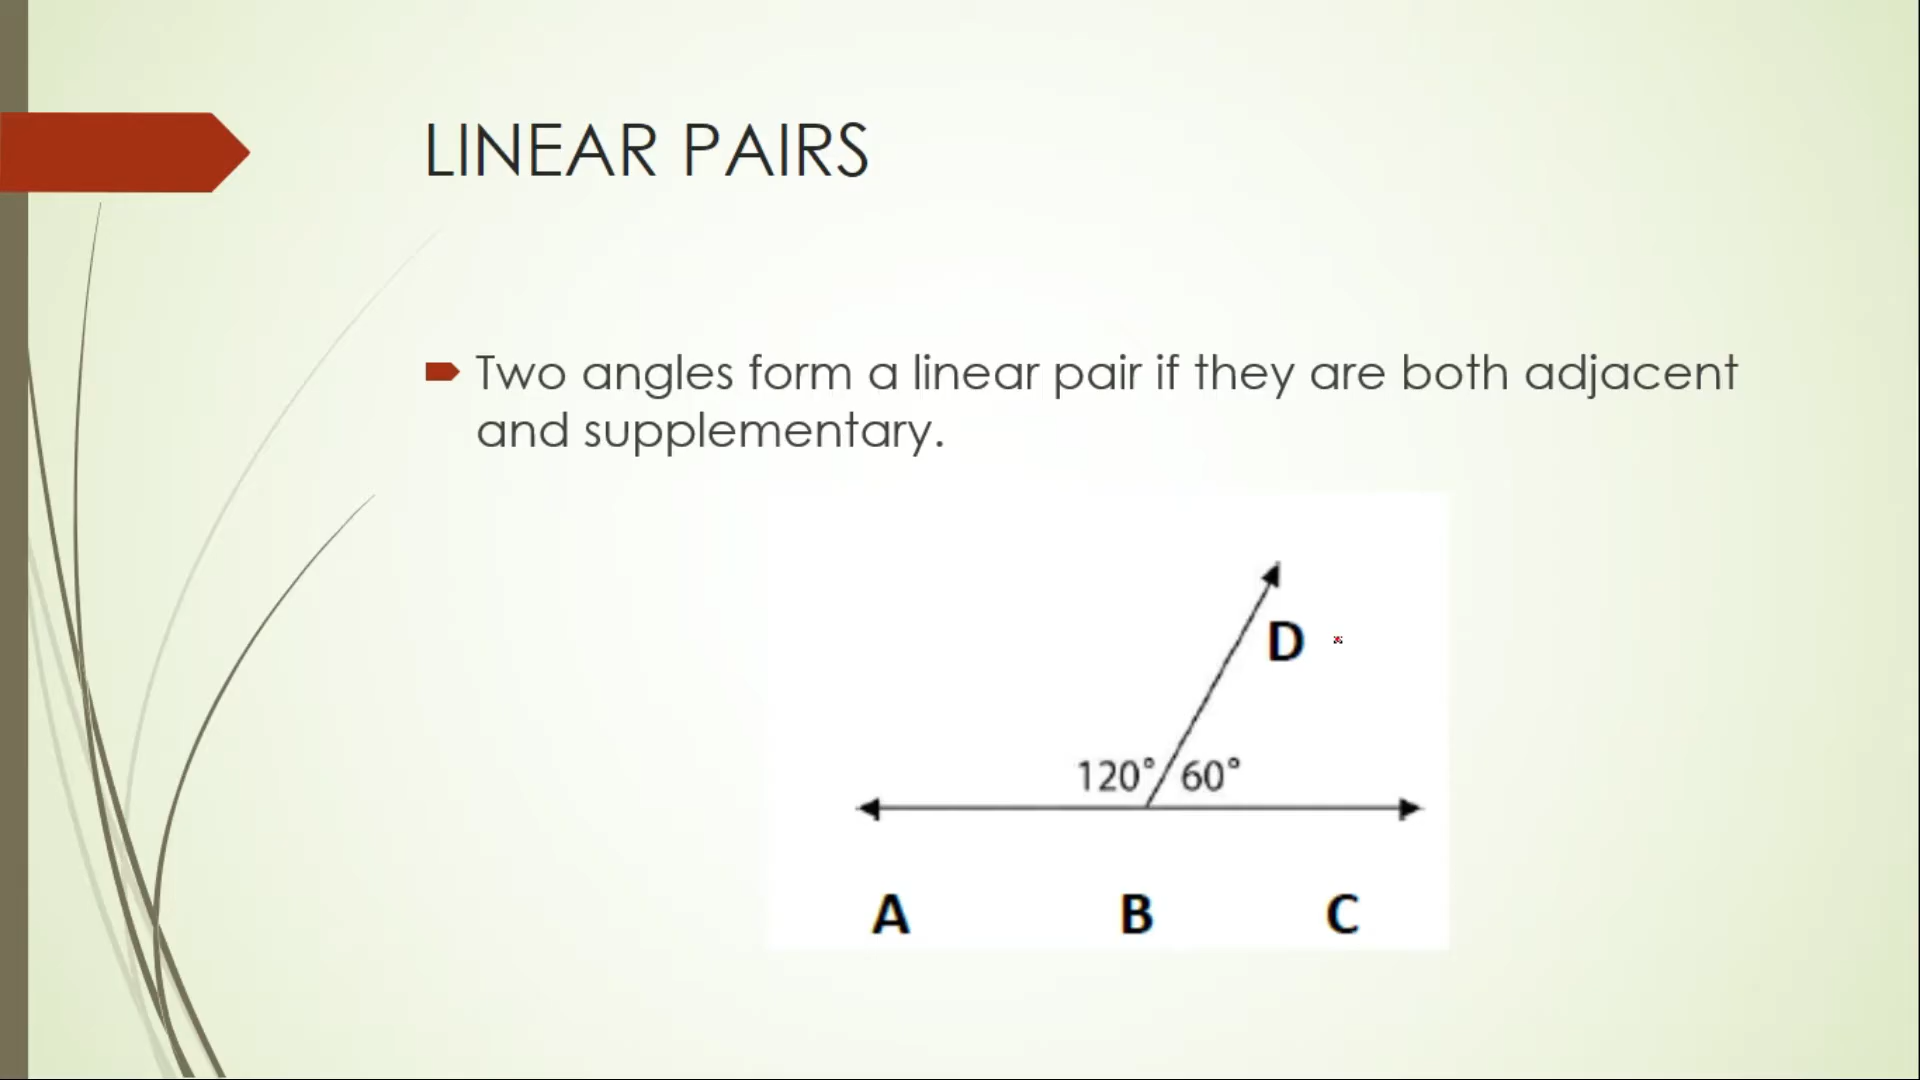 LINEAR PAIRS
Two angles form a linear pair if they are both adjacent
and supplementary.
D
120° 60°
A B C